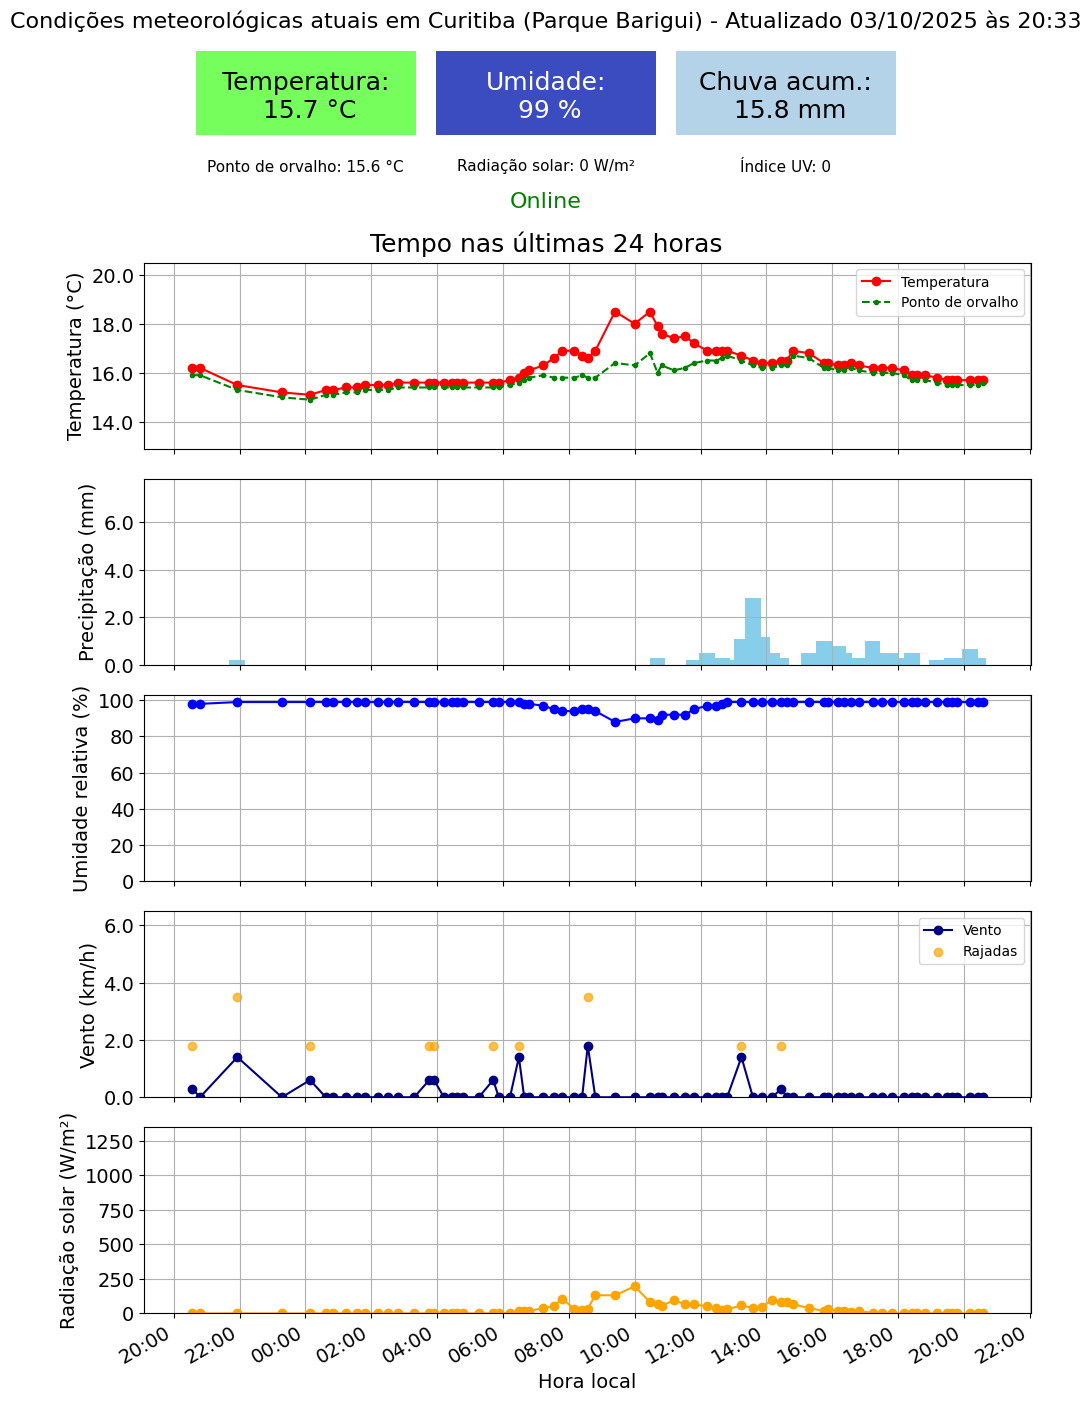 Condições meteorológicas atuais em Curitiba (Parque Barigui) - Atualizado 03/10/2025 às 20:33
Temperatura:
15.7 °C
Umidade:
99 %
Chuva acum.:
15.8 mm
Ponto de orvalho: 15.6 °C
Radiação solar: 0 W/m²
Índice UV: 0
Online
Tempo nas últimas 24 horas
Temperatura (°C)
20.0
18.0
16.0
14.0
Temperatura
Ponto de orvalho
Precipitação (mm)
6.0
4.0
2.0
0.0
Umidade relativa (%)
100
80
60
40
20
0
Vento (km/h)
6.0
4.0
2.0
0.0
Vento
Rajadas
Radiação solar (W/m²)
1250
1000
750
500
250
0
20:00
22:00
00:00
02:00
04:00
06:00
08:00
10:00
12:00
14:00
16:00
18:00
20:00
22:00
Hora local